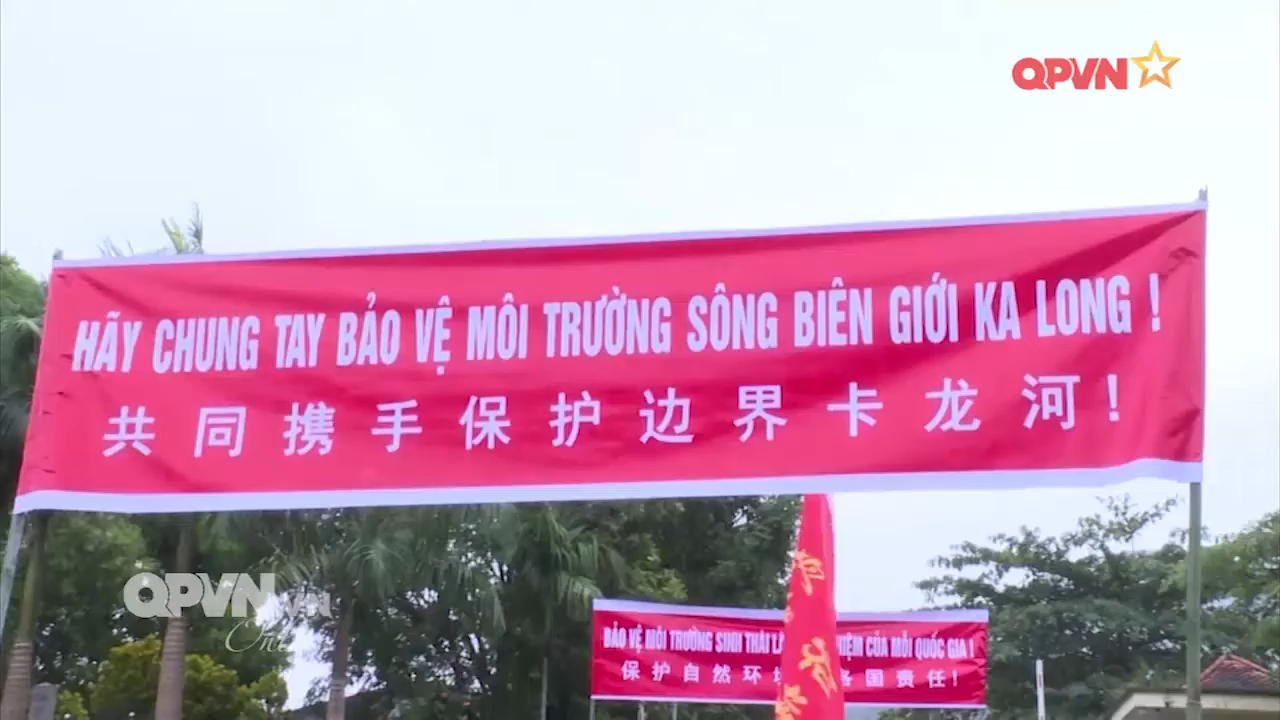 QPVN
HÃY CHUNG TAY BẢO VỆ MÔI TRƯỜNG SÔNG BIÊN GIỚI KA LONG !
共同携手保护边界卡龙河!
QPVN.VN
BẢO VỆ MÔI TRƯỜNG SINH THÁI CỦA MỖI QUỐC GIA !
保护自然环 各国责任!